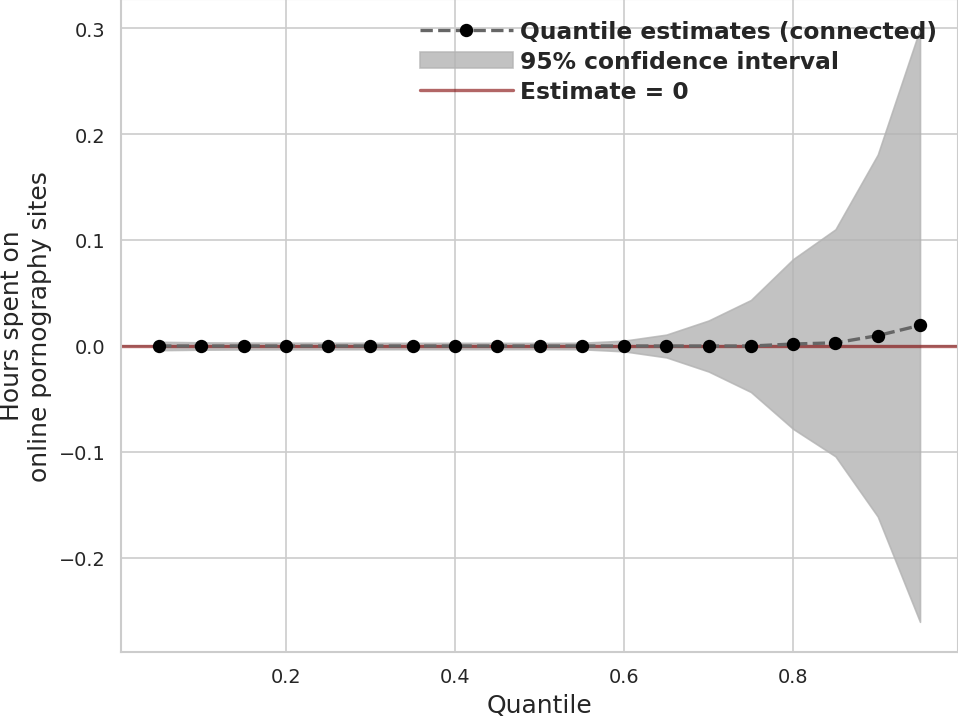 Quantile estimates (connected)
95% confidence interval
Estimate = 0
Hours spent on
online pornography sites
0.3
0.2
0.1
0.0
−0.1
−0.2
0.2
0.4
0.6
0.8
Quantile